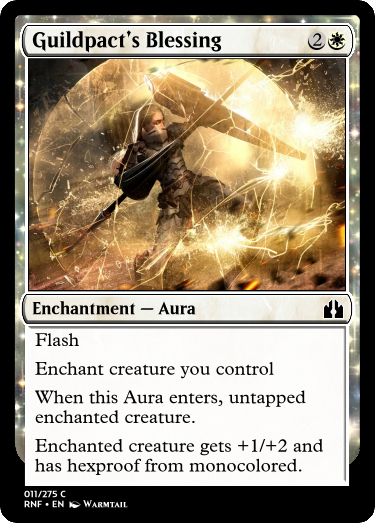 Guildpact's Blessing 2
Enchantment — Aura
Flash
Enchant creature you control
When this Aura enters, untapped
enchanted creature.
Enchanted creature gets +1/+2 and
has hexproof from monocolored.
011/275 C
RNF • EN Warmtail